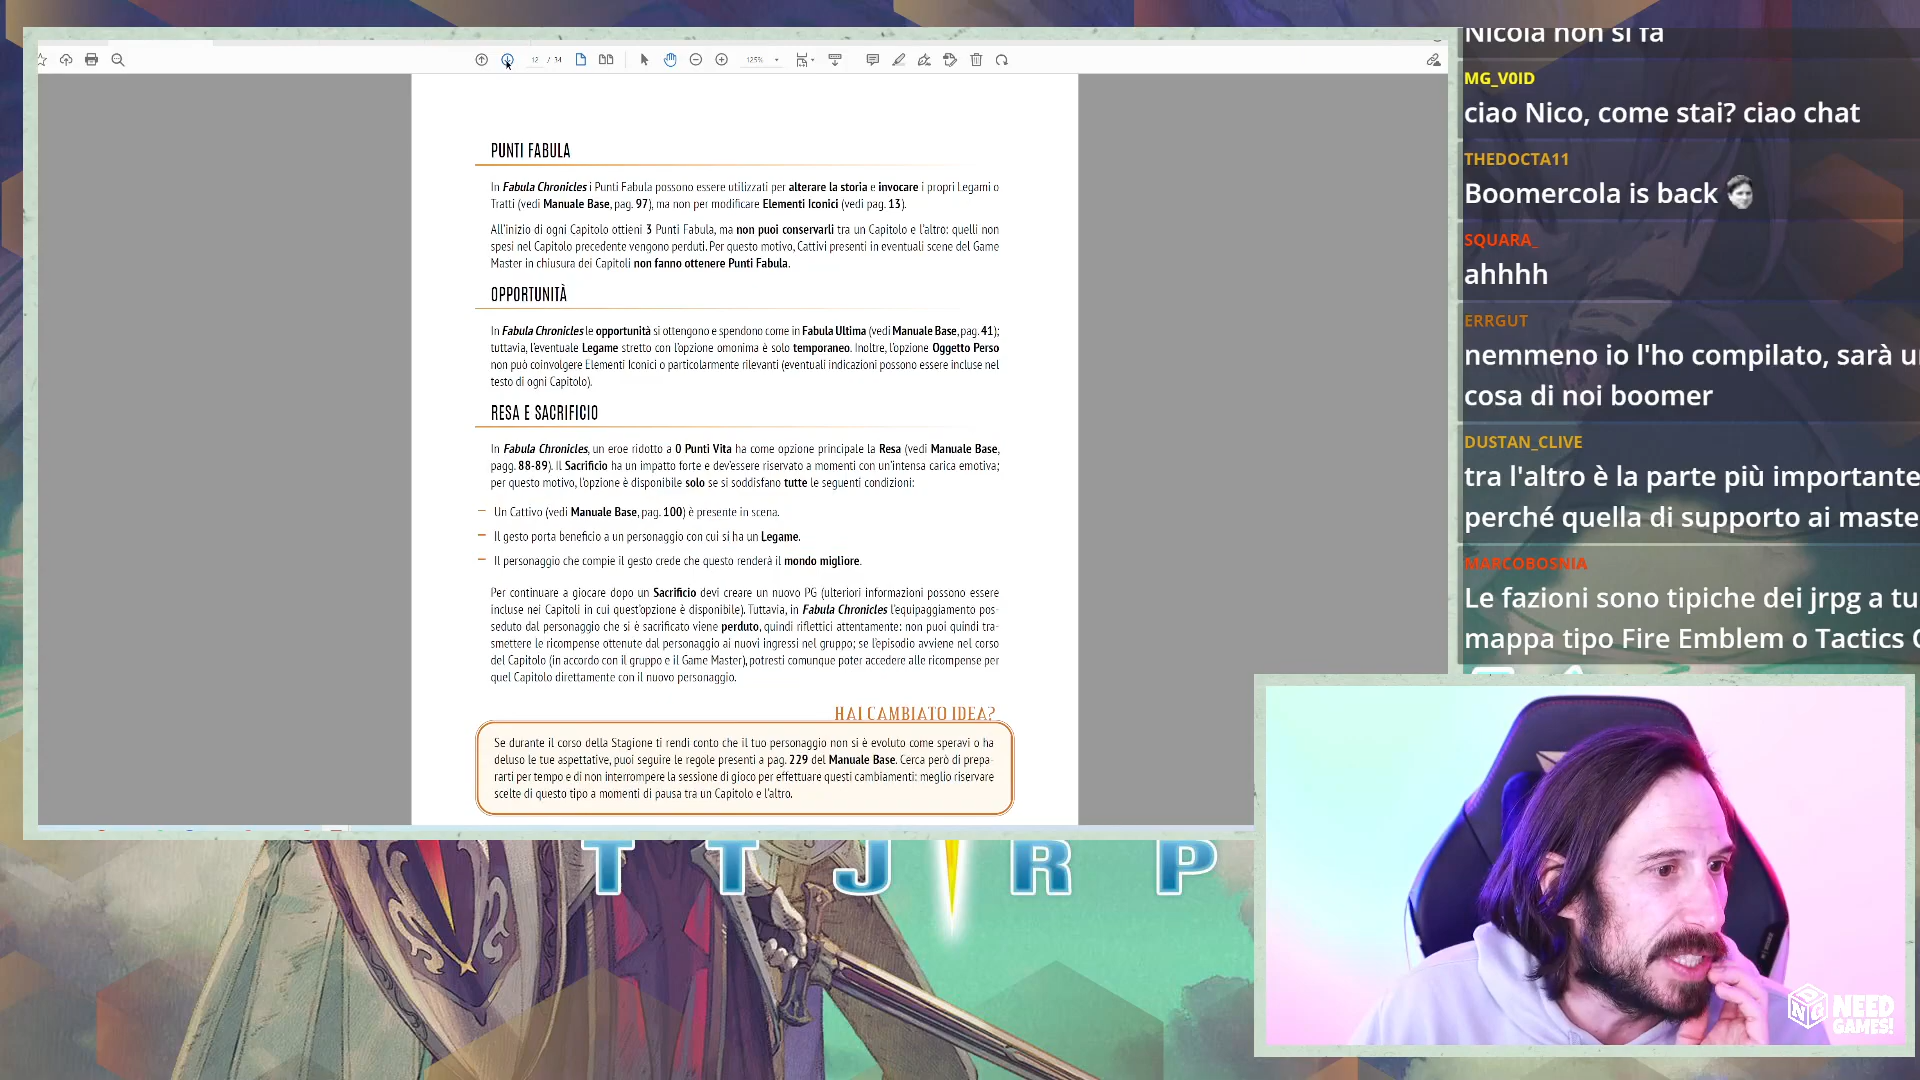 12 / 34
125%
PUNTI FABULA
In Fabula Chronicles i Punti Fabula possono essere utilizzati per alterare la storia e invocare i propri Legami o
Tratti (vedi Manuale Base, pag. 97), ma non per modificare Elementi Iconici (vedi pag. 13).
All'inizio di ogni Capitolo ottieni 3 Punti Fabula, ma non puoi conservarli tra un Capitolo e l'altro: quelli non
spesi nel Capitolo precedente vengono perduti. Per questo motivo, Cattivi presenti in eventuali scene del Game
Master in chiusura dei Capitoli non fanno ottenere Punti Fabula.
OPPORTUNITÀ
In Fabula Chronicles le opportunità si ottengono e spendono come in Fabula Ultima (vedi Manuale Base, pag. 41);
tuttavia, l'eventuale Legame stretto con l'opzione omonima è solo temporaneo. Inoltre, l'opzione Oggetto Perso
non può coinvolgere Elementi Iconici o particolarmente rilevanti (eventuali indicazioni possono essere incluse nel
testo di ogni Capitolo).
RESA E SACRIFICIO
In Fabula Chronicles, un eroe ridotto a 0 Punti Vita ha come opzione principale la Resa (vedi Manuale Base,
pagg. 88-89). Il Sacrificio ha un impatto forte e dev'essere riservato a momenti con un'intensa carica emotiva;
per questo motivo, l'opzione è disponibile solo se si soddisfano tutte le seguenti condizioni:
– Un Cattivo (vedi Manuale Base, pag. 100) è presente in scena.
– Il gesto porta beneficio a un personaggio con cui si ha un Legame.
– Il personaggio che compie il gesto crede che questo renderà il mondo migliore.
Per continuare a giocare dopo un Sacrificio devi creare un nuovo PG (ulteriori informazioni possono essere
incluse nei Capitoli in cui quest'opzione è disponibile). Tuttavia, in Fabula Chronicles l'equipaggiamento pos-
seduto dal personaggio che si è sacrificato viene perduto, quindi rifletti attentamente: non puoi quindi tra-
smettere le ricompense ottenute dal personaggio ai nuovi ingressi nel gruppo; se l'episodio avviene nel corso
del Capitolo (in accordo con il gruppo e il Game Master), potresti comunque poter accedere alle ricompense per
quel Capitolo direttamente con il nuovo personaggio.
HAI CAMBIATO IDEA?
Se durante il corso della Stagione ti rendi conto che il tuo personaggio non si è evoluto come speravi o ha
deluso le tue aspettative, puoi seguire le regole presenti a pag. 229 del Manuale Base. Cerca però di prepa-
rarti per tempo e di non interrompere la sessione di gioco per effettuare questi cambiamenti: meglio riservare
scelte di questo tipo a momenti di pausa tra un Capitolo e l'altro.
Nicola non si fa
MG_V0ID
ciao Nico, come stai? ciao chat
THEDOCTA11
Boomercola is back
SQUARA_
ahhhh
ERRGUT
nemmeno io l'ho compilato, sarà u
cosa di noi boomer
DUSTAN_CLIVE
tra l'altro è la parte più importante
perché quella di supporto ai maste
MARCOBOSNIA
Le fazioni sono tipiche dei jrpg a tu
mappa tipo Fire Emblem o Tactics
T T J R P
NEED
GAMES!